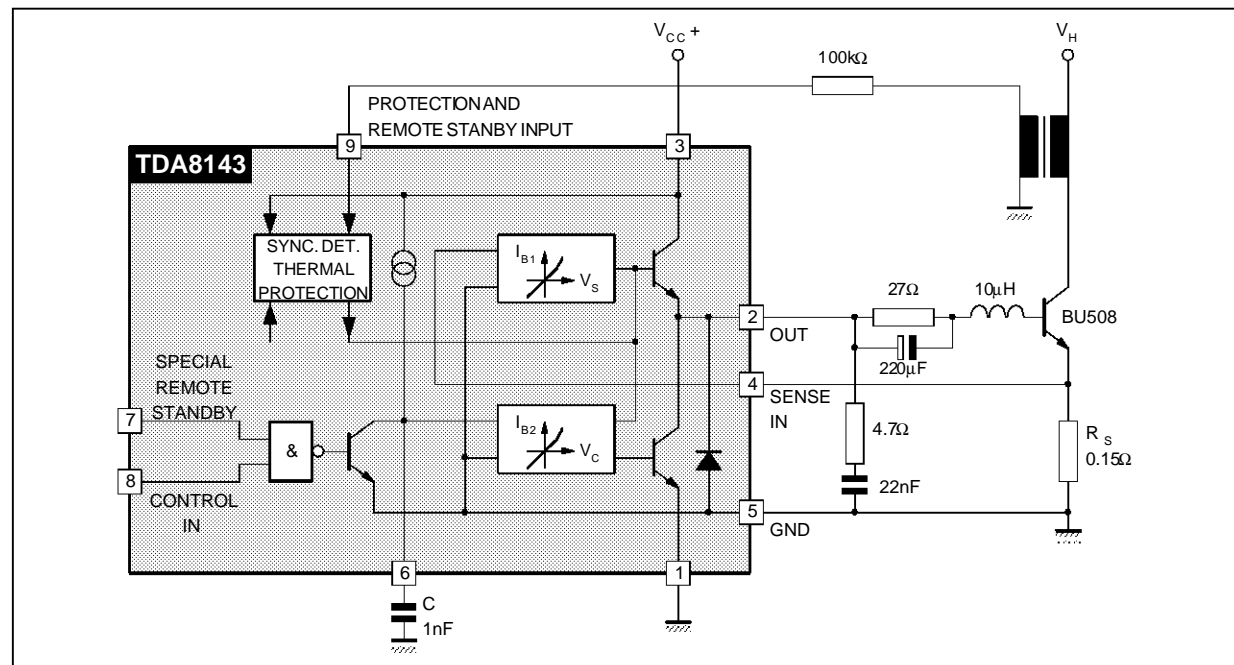 V CC +
V H
100kΩ
PROTECTION AND
REMOTE STANBY INPUT
9
3
TDA8143
SYNC. DET.
THERMAL
PROTECTION
I B1
V S
27Ω
10µH
BU508
2
OUT
220µF
SPECIAL
REMOTE
STANDBY
4
SENSE
IN
7
I B2
V C
4.7Ω
R S
0.15Ω
&
8
CONTROL
IN
22nF
5
GND
6
1
C
1nF